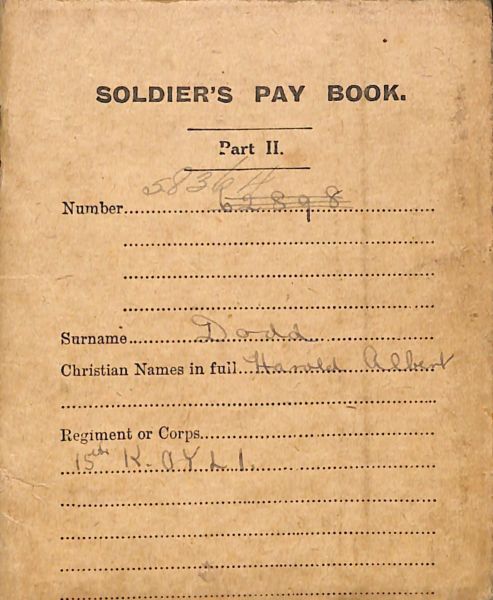 SOLDIER'S PAY BOOK.
Part II.
58364
Number 62898
Surname Dodd
Christian Names in full Harold Albert
Regiment or Corps
15th K.O.Y.L.I.